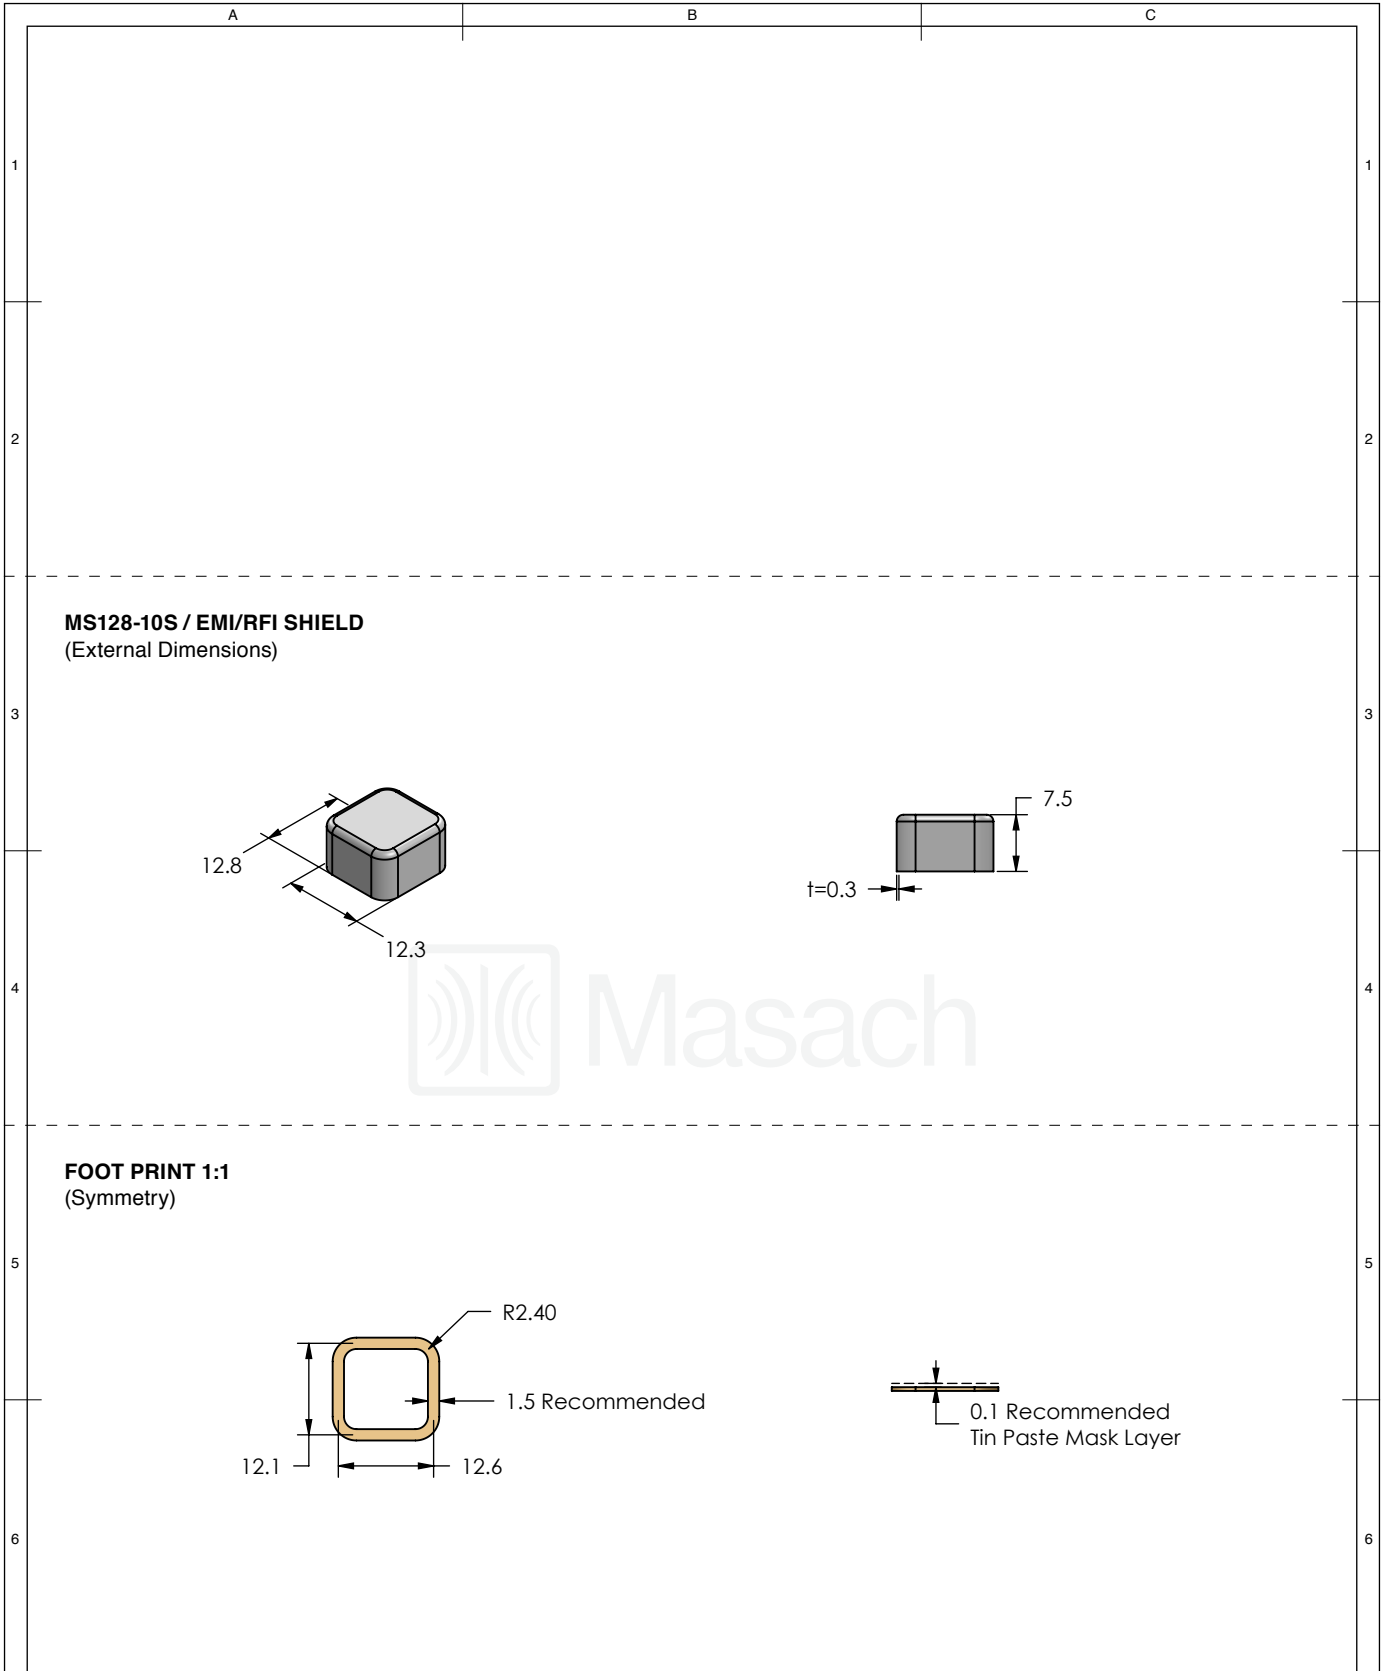 A B C
1 1
2 2
MS128-10S / EMI/RFI SHIELD
(External Dimensions)
3 3
7.5
12.8
t=0.3
12.3
Masach
4 4
FOOT PRINT 1:1
(Symmetry)
5 5
R2.40
1.5 Recommended
0.1 Recommended
Tin Paste Mask Layer
12.1
12.6
6 6